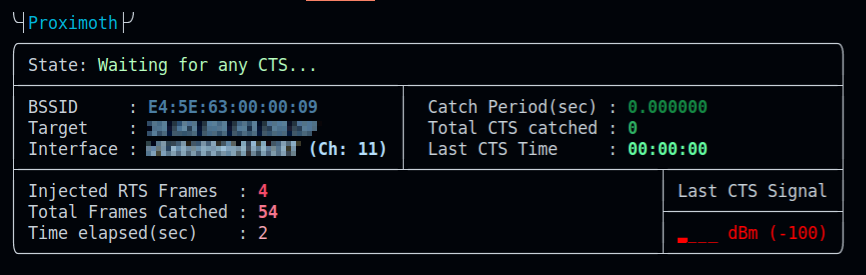 Proximoth
State: Waiting for any CTS...
BSSID : E4:5E:63:00:00:09
Target :
Interface : (Ch: 11)
Catch Period(sec) : 0.000000
Total CTS catched : 0
Last CTS Time : 00:00:00
Injected RTS Frames : 4
Total Frames Catched : 54
Time elapsed(sec) : 2
Last CTS Signal
▂___ dBm (-100)